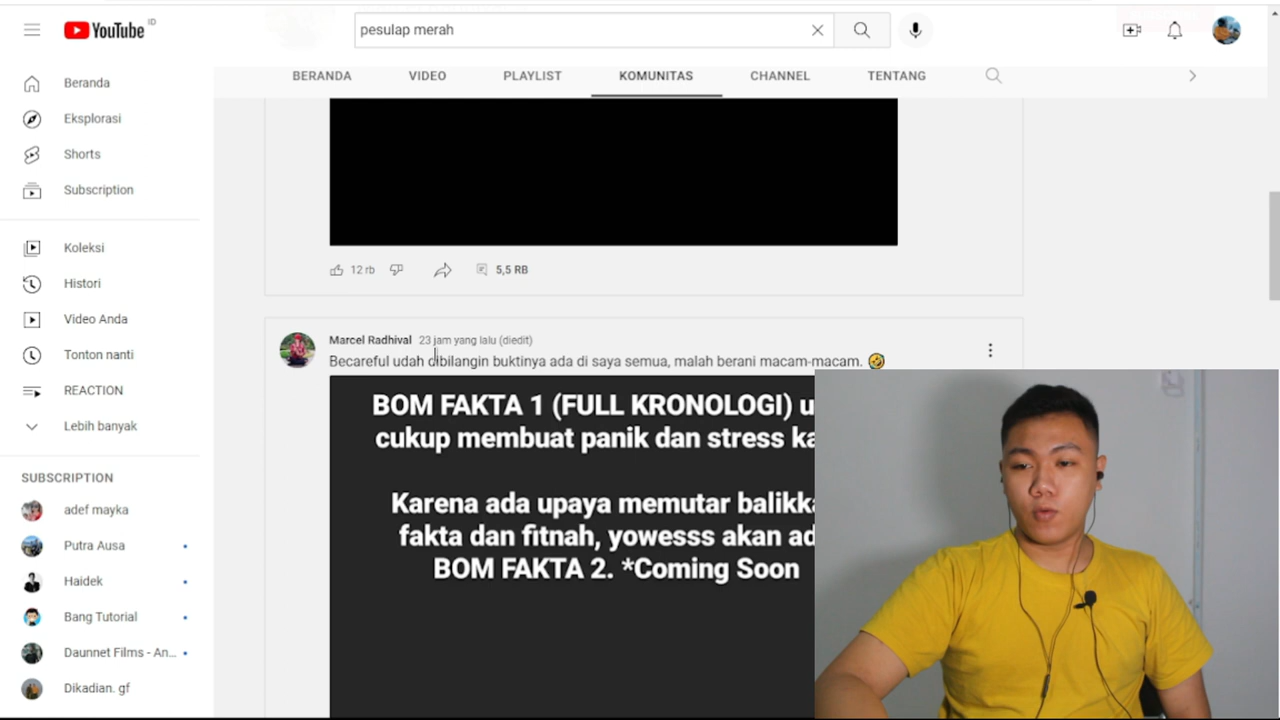 YouTube ID
pesulap merah
BERANDA VIDEO PLAYLIST KOMUNITAS CHANNEL TENTANG
Beranda
Eksplorasi
Shorts
Subscription
Koleksi
Histori
Video Anda
Tonton nanti
REACTION
Lebih banyak
SUBSCRIPTION
adef mayka
Putra Ausa
Haidek
Bang Tutorial
Daunnet Films - An...
Dikadian. gf
12 rb 5,5 RB
Marcel Radhival 23 jam yang lalu (diedit)
Becareful udah dibilangin buktinya ada di saya semua, malah berani macam-macam.
BOM FAKTA 1 (FULL KRONOLOGI) u
cukup membuat panik dan stress ka
Karena ada upaya memutar balikka
fakta dan fitnah, yowesss akan ad
BOM FAKTA 2. *Coming Soon